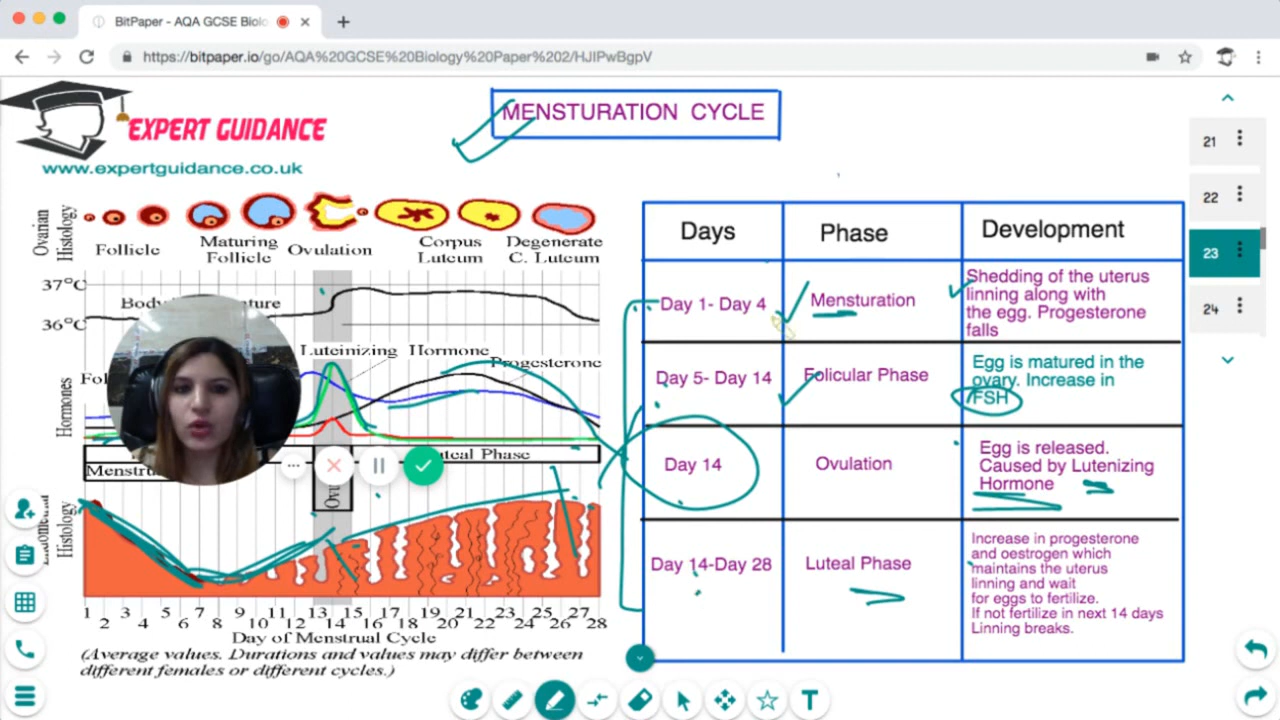 BitPaper - AQA GCSE Biolo
https://bitpaper.io/go/AQA%20GCSE%20Biology%20Paper%202/HJIPwBgpV
EXPERT GUIDANCE
www.expertguidance.co.uk
MENSTURATION CYCLE
21
22
23
24
Ovarian
Histology
Follicle
Maturing
Follicle
Ovulation
Corpus
Luteum
Degenerate
C. Luteum
37°C
36°C
Luteinizing Hormone
Progesterone
Hormones
Menstru
Luteal Phase
Histology
1 2 3 4 5 6 7 8 9 10 11 12 13 14 15 16 17 18 19 20 21 22 23 24 25 26 27 28
Day of Menstrual Cycle
(Average values. Durations and values may differ between
different females or different cycles.)
Days Phase Development
Day 1- Day 4 Mensturation
Shedding of the uterus
linning along with
the egg. Progesterone
falls
Day 5- Day 14 Folicular Phase
Egg is matured in the
ovary. Increase in
FSH
Day 14 Ovulation
Egg is released.
Caused by Lutenizing
Hormone
Day 14-Day 28 Luteal Phase
Increase in progesterone
and oestrogen which
maintains the uterus
linning and wait
for eggs to fertilize.
If not fertilize in next 14 days
Linning breaks.
T